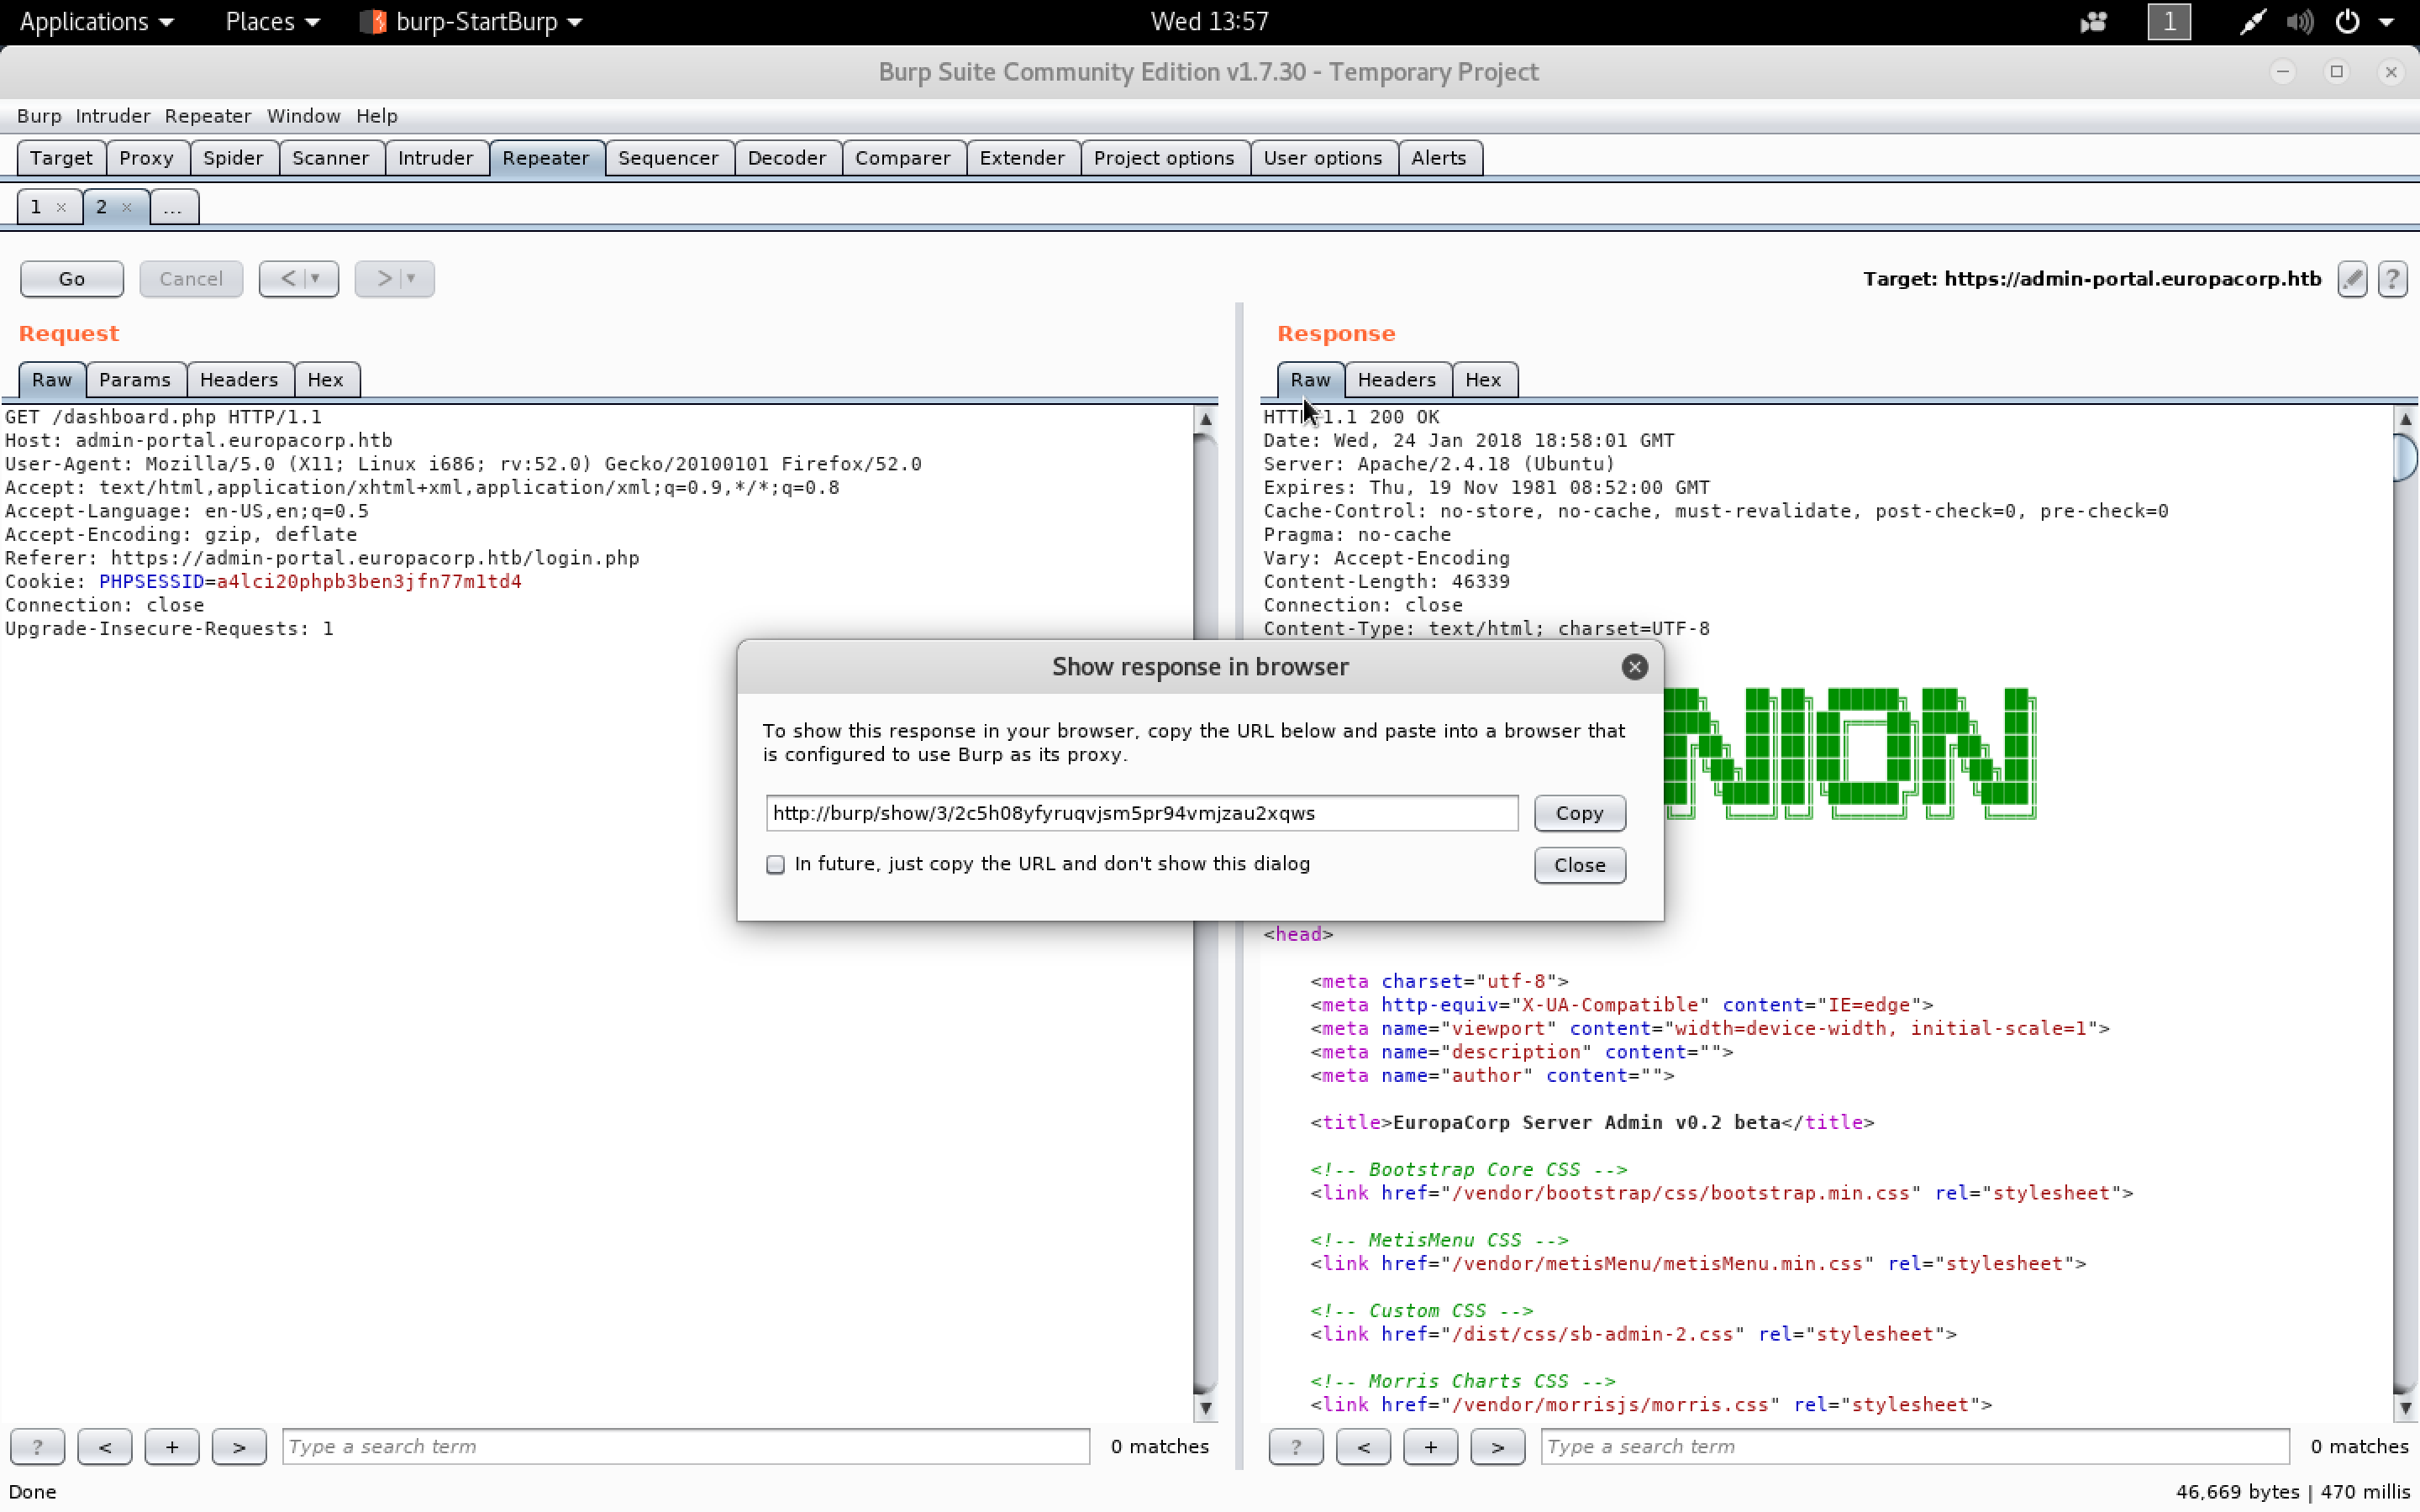 Applications Places burp-StartBurp Wed 13:57 1
Burp Suite Community Edition v1.7.30 - Temporary Project
Burp Intruder Repeater Window Help
Target Proxy Spider Scanner Intruder Repeater Sequencer Decoder Comparer Extender Project options User options Alerts
1 × 2 × ...
Go Cancel < > Target: https://admin-portal.europacorp.htb ?
Request
Raw Params Headers Hex
GET /dashboard.php HTTP/1.1
Host: admin-portal.europacorp.htb
User-Agent: Mozilla/5.0 (X11; Linux i686; rv:52.0) Gecko/20100101 Firefox/52.0
Accept: text/html,application/xhtml+xml,application/xml;q=0.9,*/*;q=0.8
Accept-Language: en-US,en;q=0.5
Accept-Encoding: gzip, deflate
Referer: https://admin-portal.europacorp.htb/login.php
Cookie: PHPSESSID=a4lci20phpb3ben3jfn77m1td4
Connection: close
Upgrade-Insecure-Requests: 1
Response
Raw Headers Hex
1.1 200 OK
Date: Wed, 24 Jan 2018 18:58:01 GMT
Server: Apache/2.4.18 (Ubuntu)
Expires: Thu, 19 Nov 1981 08:52:00 GMT
Cache-Control: no-store, no-cache, must-revalidate, post-check=0, pre-check=0
Pragma: no-cache
Vary: Accept-Encoding
Content-Length: 46339
Connection: close
Content-Type: text/html; charset=UTF-8
NION
Show response in browser
To show this response in your browser, copy the URL below and paste into a browser that
is configured to use Burp as its proxy.
http://burp/show/3/2c5h08yfyruqvjsm5pr94vmjzau2xqws Copy
In future, just copy the URL and don't show this dialog Close
<head>
<meta charset="utf-8">
<meta http-equiv="X-UA-Compatible" content="IE=edge">
<meta name="viewport" content="width=device-width, initial-scale=1">
<meta name="description" content="">
<meta name="author" content="">
<title>EuropaCorp Server Admin v0.2 beta</title>
<!-- Bootstrap Core CSS -->
<link href="/vendor/bootstrap/css/bootstrap.min.css" rel="stylesheet">
<!-- MetisMenu CSS -->
<link href="/vendor/metisMenu/metisMenu.min.css" rel="stylesheet">
<!-- Custom CSS -->
<link href="/dist/css/sb-admin-2.css" rel="stylesheet">
<!-- Morris Charts CSS -->
<link href="/vendor/morrisjs/morris.css" rel="stylesheet">
? < + > Type a search term 0 matches
? < + > Type a search term 0 matches
Done 46,669 bytes | 470 millis